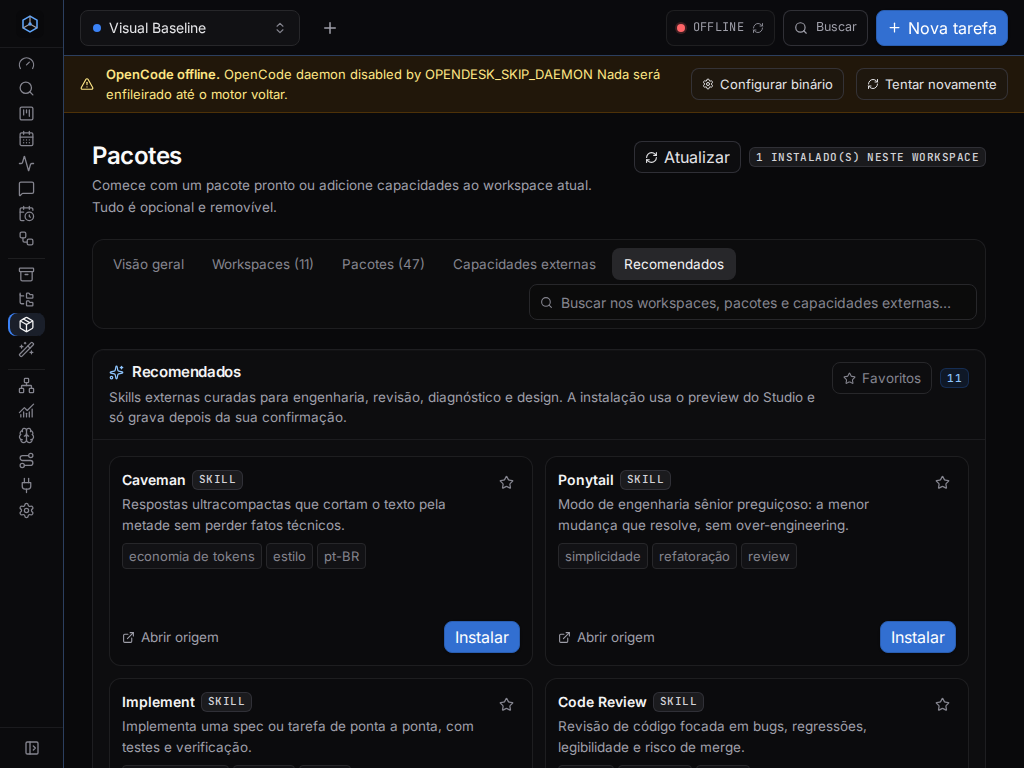 Visual Baseline
OFFLINE
Buscar
Nova tarefa
OpenCode offline. OpenCode daemon disabled by OPENDESK_SKIP_DAEMON Nada será
enfileirado até o motor voltar.
Configurar binário
Tentar novamente
Pacotes
Atualizar
1 INSTALADO(S) NESTE WORKSPACE
Comece com um pacote pronto ou adicione capacidades ao workspace atual.
Tudo é opcional e removível.
Visão geral
Workspaces (11)
Pacotes (47)
Capacidades externas
Recomendados
Buscar nos workspaces, pacotes e capacidades externas...
Recomendados
Favoritos
11
Skills externas curadas para engenharia, revisão, diagnóstico e design. A instalação usa o preview do Studio e
só grava depois da sua confirmação.
Caveman
SKILL
Respostas ultracompactas que cortam o texto pela
metade sem perder fatos técnicos.
economia de tokens
estilo
pt-BR
Abrir origem
Instalar
Ponytail
SKILL
Modo de engenharia sênior preguiçoso: a menor
mudança que resolve, sem over-engineering.
simplicidade
refatoração
review
Abrir origem
Instalar
Implement
SKILL
Implementa uma spec ou tarefa de ponta a ponta, com
testes e verificação.
Code Review
SKILL
Revisão de código focada em bugs, regressões,
legibilidade e risco de merge.